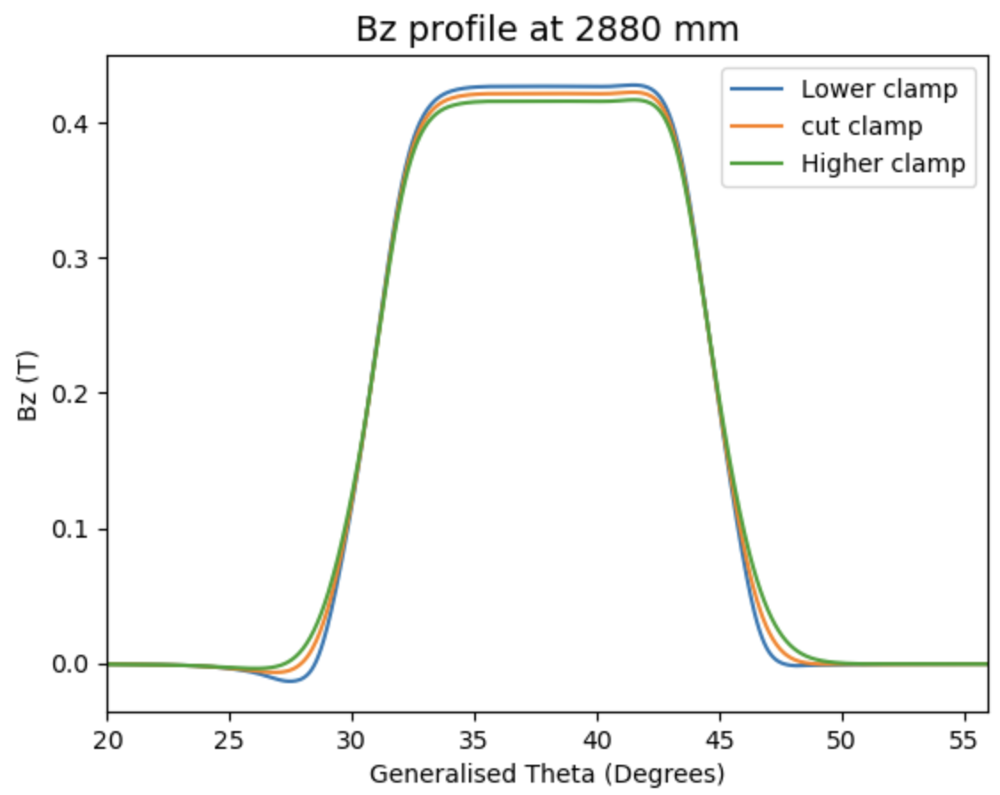 Bz profile at 2880 mm
Lower clamp
cut clamp
Higher clamp
0.4
0.3
0.2
0.1
0.0
Bz (T)
20 25 30 35 40 45 50 55
Generalised Theta (Degrees)